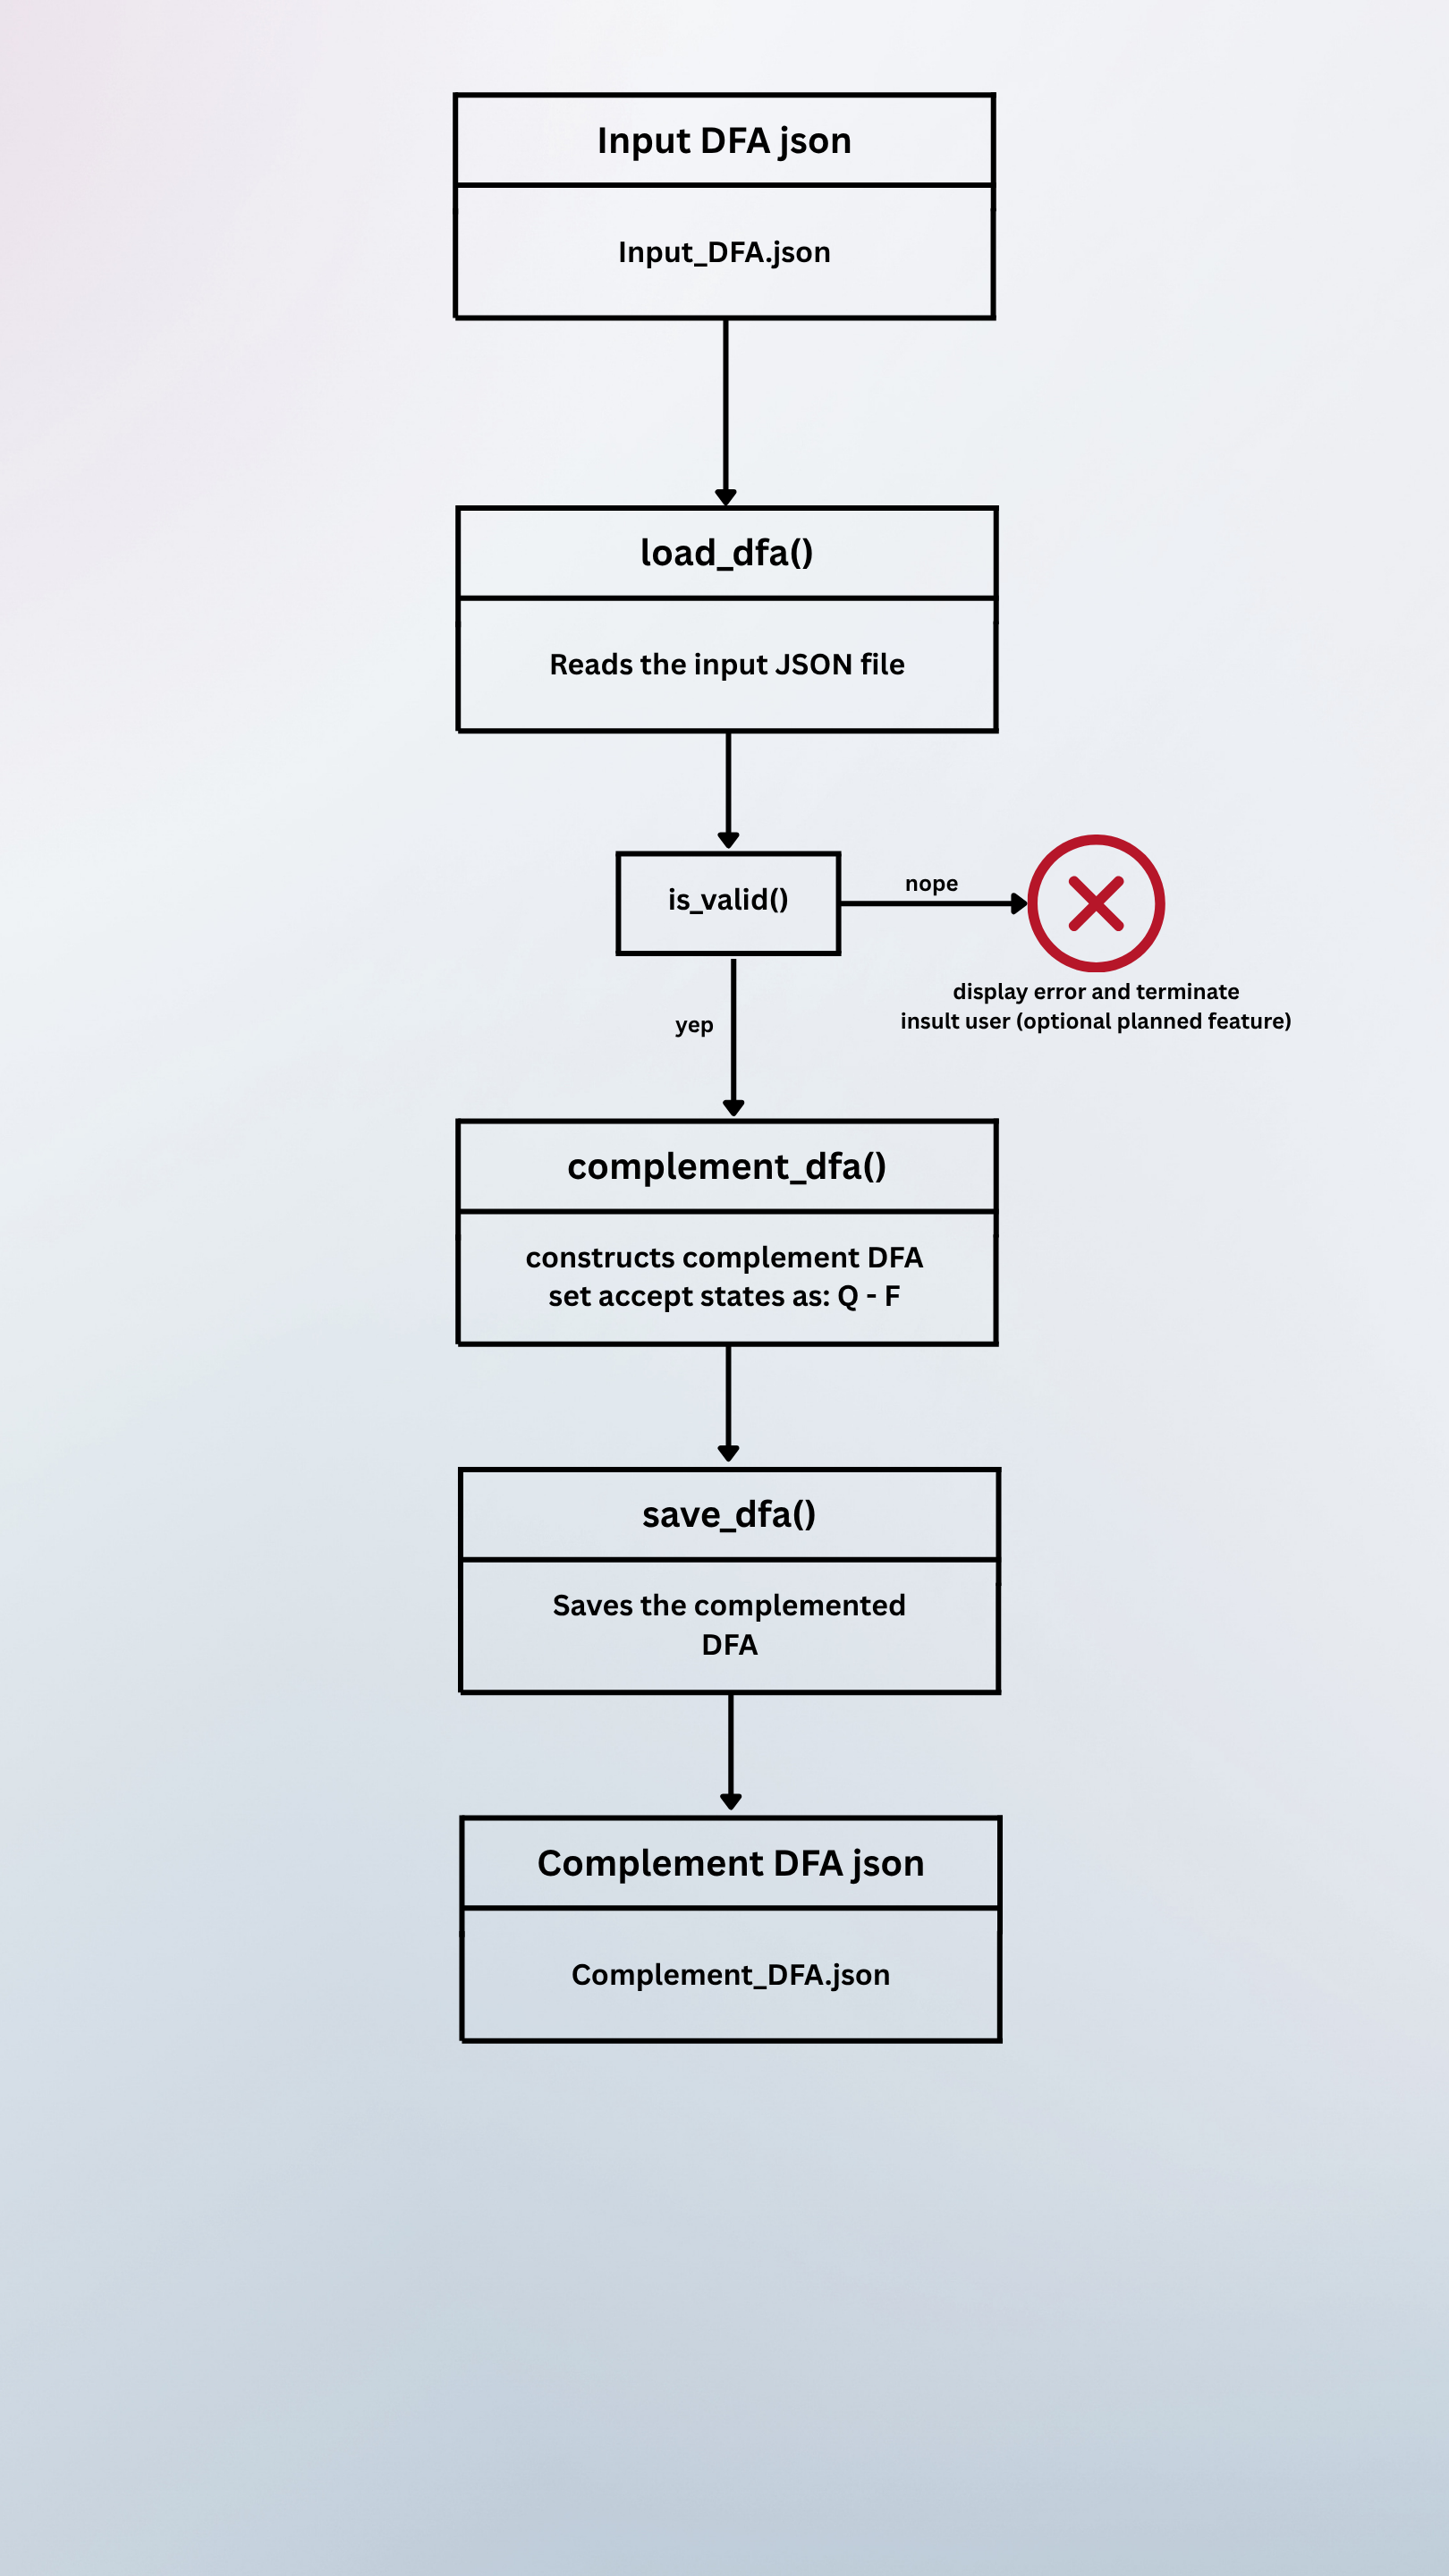 Input DFA json
Input_DFA.json
load_dfa()
Reads the input JSON file
is_valid()
nope
display error and terminate
insult user (optional planned feature)
yep
complement_dfa()
constructs complement DFA
set accept states as: Q - F
save_dfa()
Saves the complemented
DFA
Complement DFA json
Complement_DFA.json